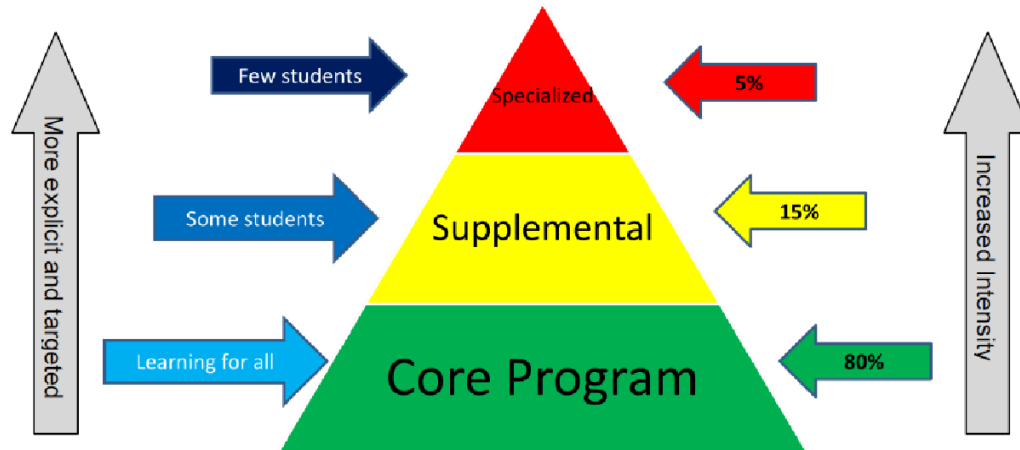 Few students
Specialized
5%
More explicit and targeted
Some students
Supplemental
15%
Increased Intensity
Learning for all
Core Program
80%